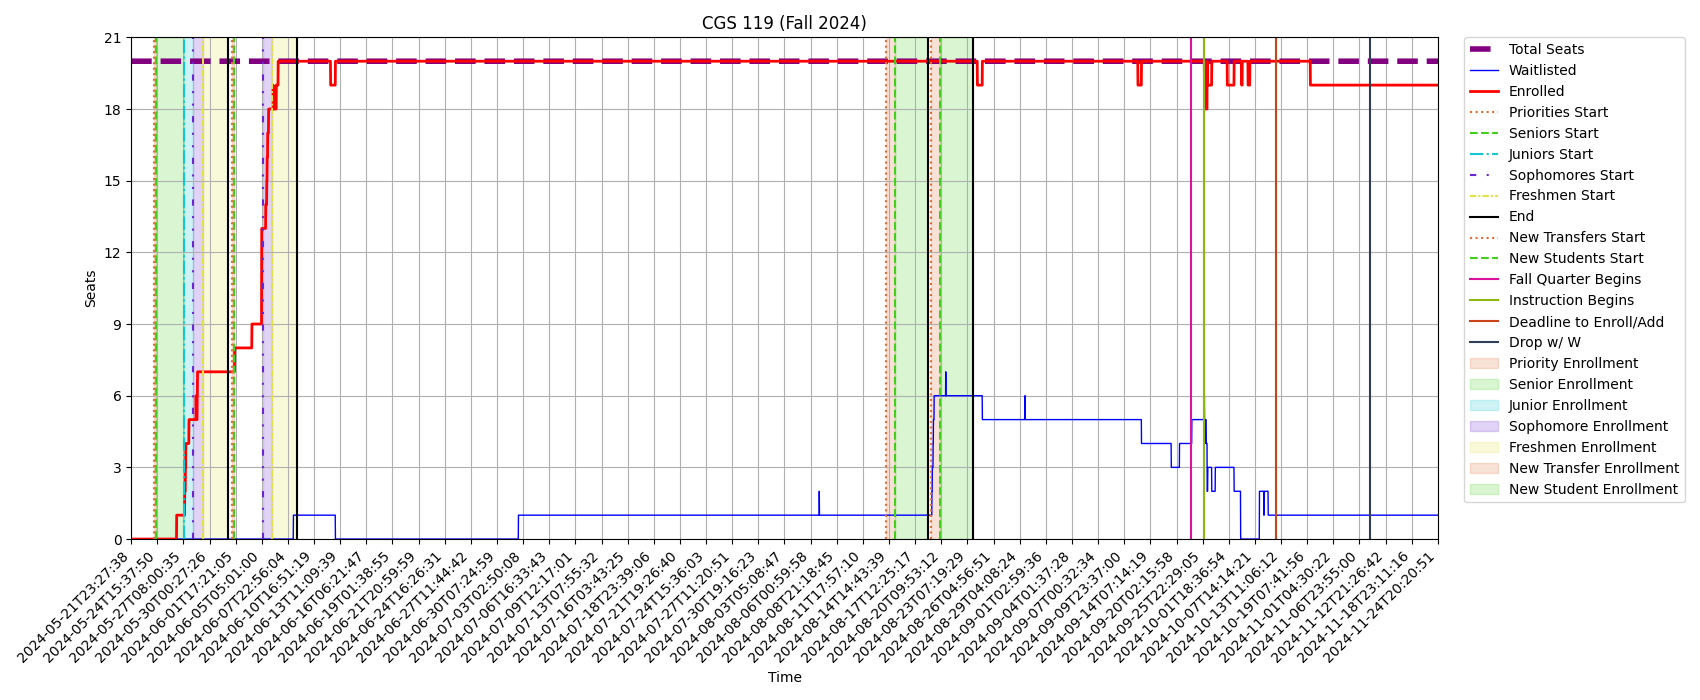 CGS 119 (Fall 2024)
Seats
21
18
15
12
9
6
3
0
2024-05-21T23:27:38
2024-05-24T15:37:50
2024-05-27T08:00:35
2024-05-30T00:27:26
2024-06-01T17:21:05
2024-06-05T05:01:00
2024-06-07T22:56:04
2024-06-10T16:51:19
2024-06-13T11:09:39
2024-06-16T06:21:47
2024-06-19T01:38:55
2024-06-21T20:59:59
2024-06-24T16:26:31
2024-06-27T11:44:42
2024-06-30T07:24:59
2024-07-03T02:50:08
2024-07-06T16:33:43
2024-07-09T12:17:01
2024-07-13T07:55:32
2024-07-16T03:43:25
2024-07-18T23:39:06
2024-07-21T19:26:40
2024-07-24T15:36:03
2024-07-27T11:20:51
2024-07-30T19:16:23
2024-08-03T05:08:47
2024-08-06T00:59:58
2024-08-08T21:18:45
2024-08-11T17:57:10
2024-08-14T14:43:39
2024-08-17T12:25:17
2024-08-20T09:53:12
2024-08-23T07:19:29
2024-08-26T04:56:51
2024-08-29T04:08:24
2024-09-01T02:59:36
2024-09-04T01:37:28
2024-09-07T00:32:34
2024-09-09T23:37:00
2024-09-14T07:14:19
2024-09-20T02:15:58
2024-09-25T22:29:05
2024-10-01T18:36:54
2024-10-07T14:14:21
2024-10-13T11:06:12
2024-10-19T07:41:56
2024-11-01T04:30:22
2024-11-06T23:55:00
2024-11-12T21:26:42
2024-11-18T23:11:16
2024-11-24T20:20:51
Time
Total Seats
Waitlisted
Enrolled
Priorities Start
Seniors Start
Juniors Start
Sophomores Start
Freshmen Start
End
New Transfers Start
New Students Start
Fall Quarter Begins
Instruction Begins
Deadline to Enroll/Add
Drop w/ W
Priority Enrollment
Senior Enrollment
Junior Enrollment
Sophomore Enrollment
Freshmen Enrollment
New Transfer Enrollment
New Student Enrollment